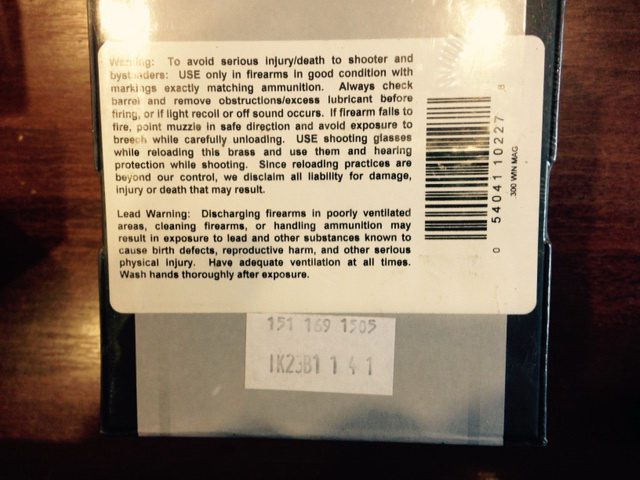 Warning: To avoid serious injury/death to shooter and
bystanders: USE only in firearms in good condition with
markings exactly matching ammunition. Always check
barrel and remove obstructions/excess lubricant before
firing, or if light recoil or off sound occurs. If firearm fails to
fire, point muzzle in safe direction and avoid exposure to
breech while carefully unloading. USE shooting glasses
while reloading this brass and use them and hearing
protection while shooting. Since reloading practices are
beyond our control, we disclaim all liability for damage,
injury or death that may result.
Lead Warning: Discharging firearms in poorly ventilated
areas, cleaning firearms, or handling ammunition may
result in exposure to lead and other substances known to
cause birth defects, reproductive harm, and other serious
physical injury. Have adequate ventilation at all times.
Wash hands thoroughly after exposure.
0 54041 10227 8
300 WIN MAG
151 169 1505
IK23B1 1 4 1